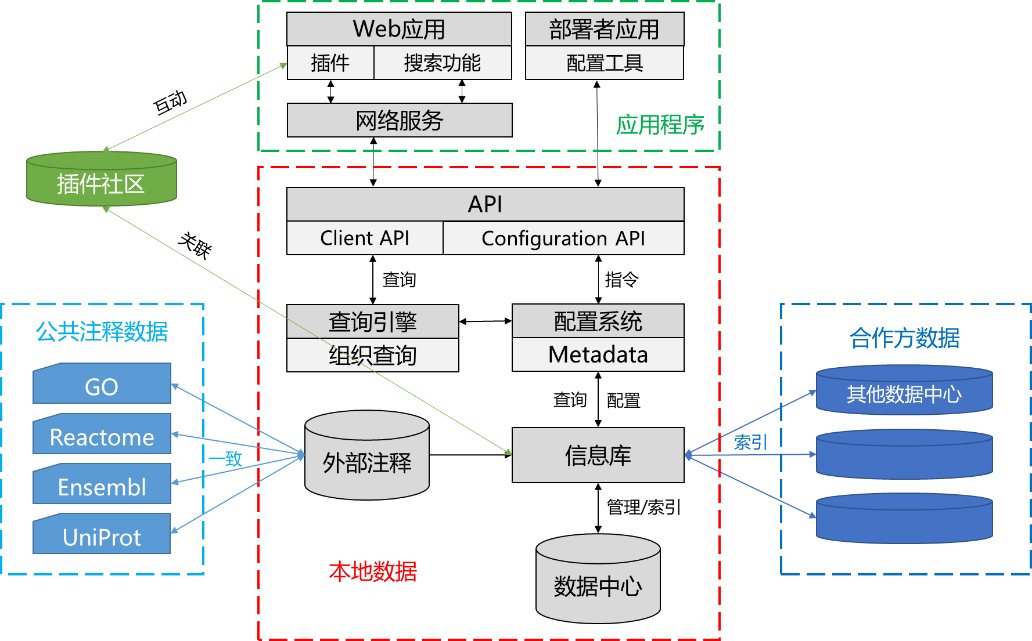 Web应用
部署者应用
插件
搜索功能
配置工具
互动
网络服务
应用程序
插件社区
API
Client API
Configuration API
关联
查询
指令
公共注释数据
查询引擎
配置系统
合作方数据
组织查询
Metadata
GO
查询
配置
其他数据中心
Reactome
一致
外部注释
信息库
索引
Ensembl
管理/索引
UniProt
本地数据
数据中心